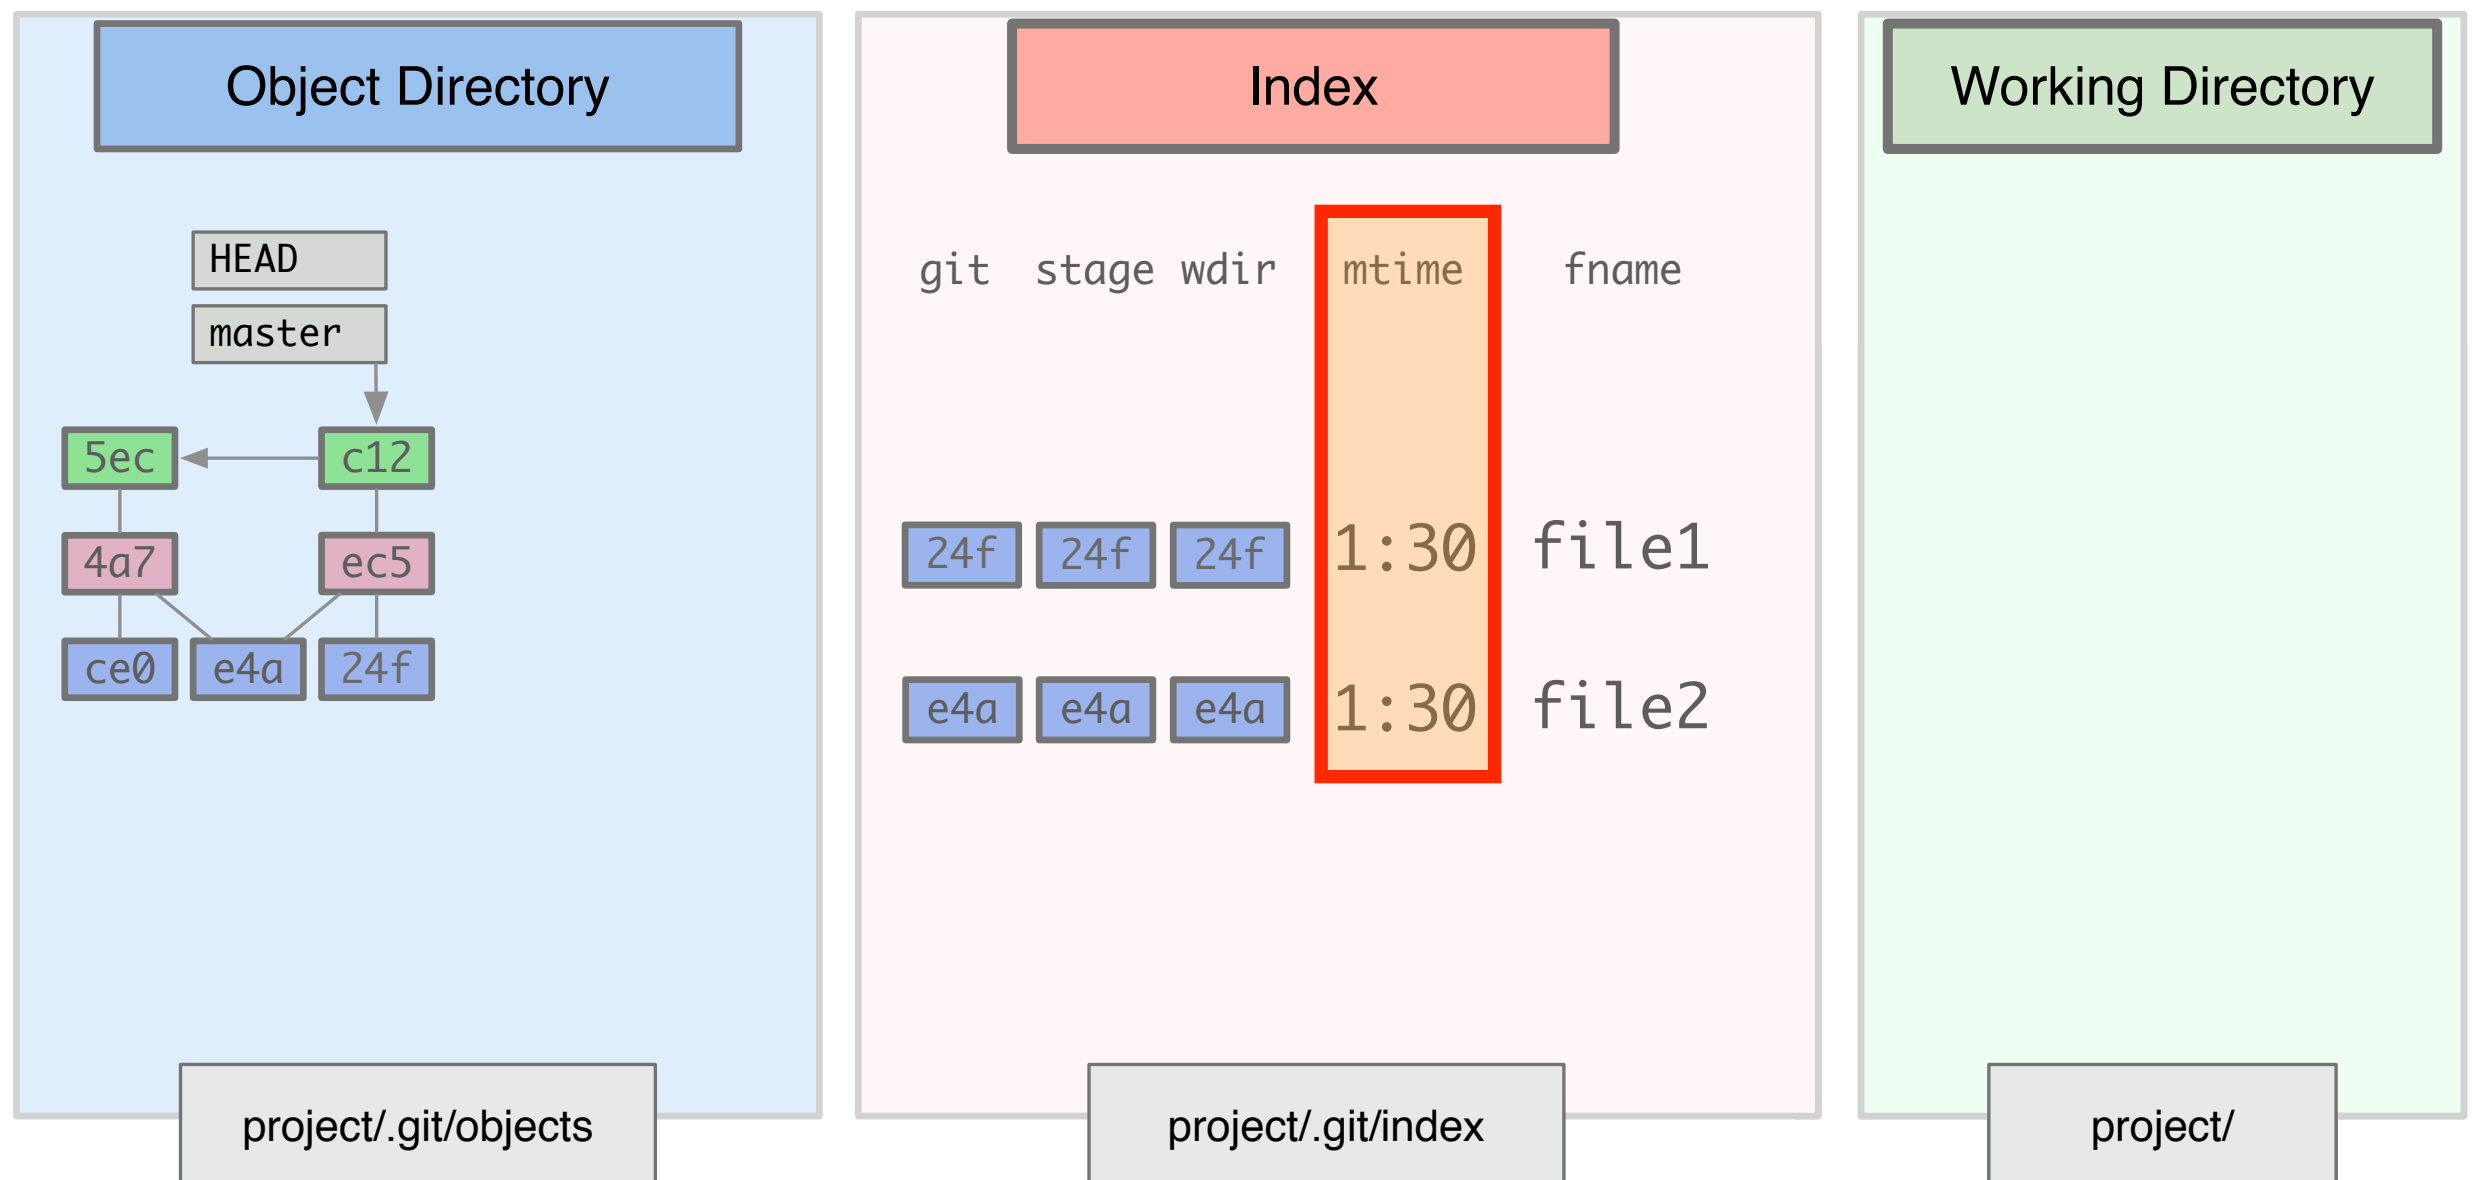 Object Directory
HEAD
master
5ec c12
4a7 ec5
ce0 e4a 24f
project/.git/objects
Index
git stage wdir mtime fname
24f 24f 24f 1:30 file1
e4a e4a e4a 1:30 file2
project/.git/index
Working Directory
project/